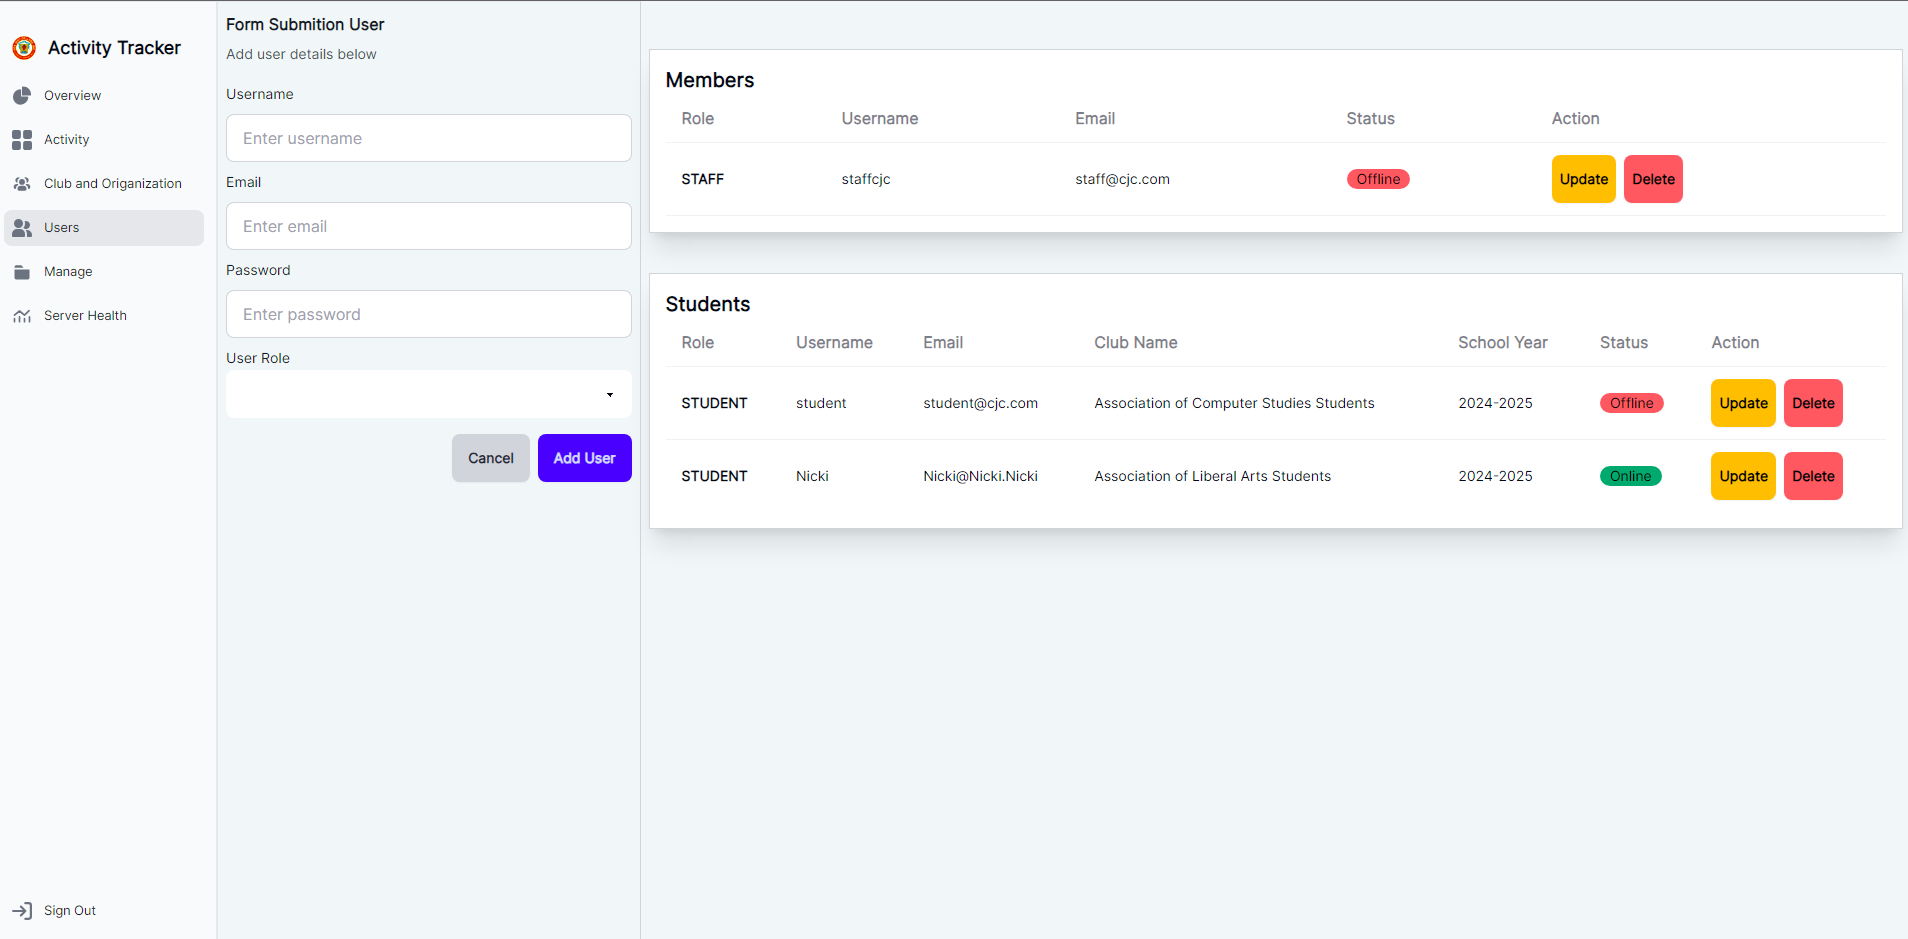 Activity Tracker
Overview
Activity
Club and Origanization
Users
Manage
Server Health
Sign Out
Form Submition User
Add user details below
Username
Enter username
Email
Enter email
Password
Enter password
User Role
Cancel Add User
Members
Role Username Email Status Action
STAFF staffcjc staff@cjc.com Offline Update Delete
Students
Role Username Email Club Name School Year Status Action
STUDENT student student@cjc.com Association of Computer Studies Students 2024-2025 Offline Update Delete
STUDENT Nicki Nicki@Nicki.Nicki Association of Liberal Arts Students 2024-2025 Online Update Delete